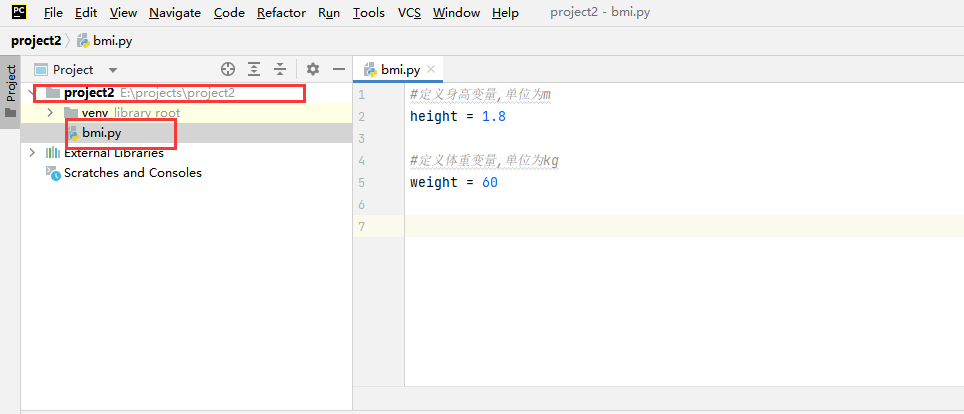 PC File Edit View Navigate Code Refactor Run Tools VCS Window Help project2 - bmi.py
project2 bmi.py
Project
Project
bmi.py
project2 E:\projects\project2
venv library root
bmi.py
External Libraries
Scratches and Consoles
1 #定义身高变量,单位为m
2 height = 1.8
3
4 #定义体重变量,单位为kg
5 weight = 60
6
7